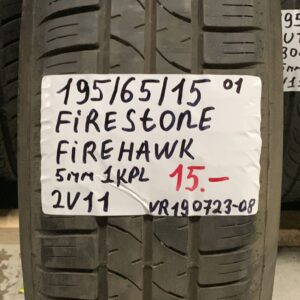 195/65/15 01
FiRESTONE
FiREHAWK
5mm 1KPL 15.-
2V11 VR190723-08